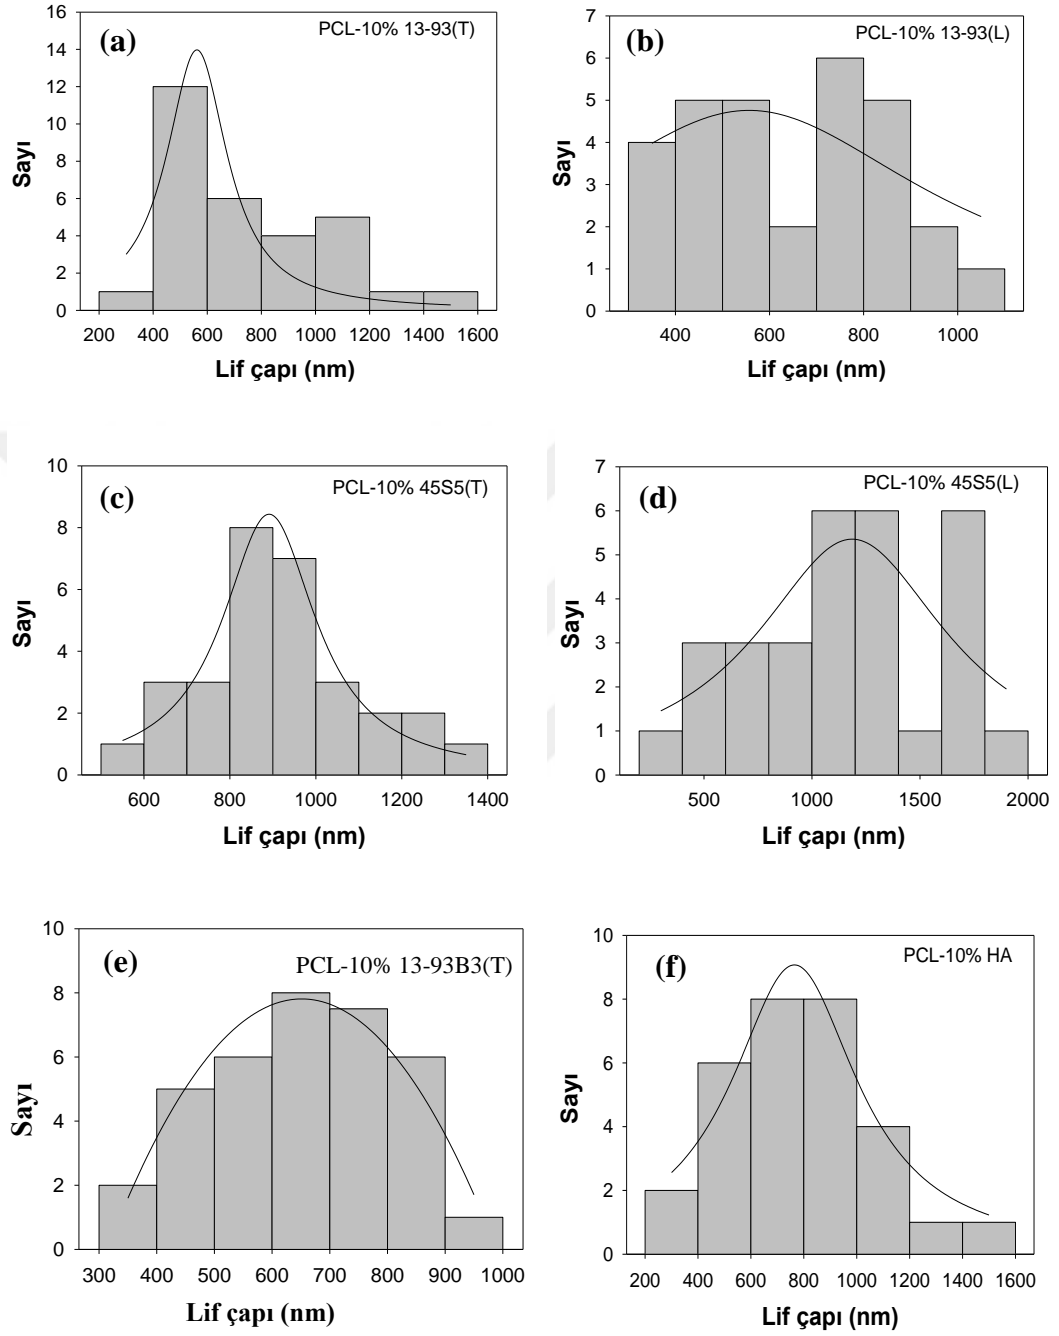 (a) PCL-10% 13-93(T)
16
14
12
10
8
6
4
2
0
Sayı
200 400 600 800 1000 1200 1400 1600
Lif çapı (nm)
(b) PCL-10% 13-93(L)
7
6
5
4
3
2
1
0
Sayı
400 600 800 1000
Lif çapı (nm)
(c) PCL-10% 45S5(T)
10
8
6
4
2
0
Sayı
600 800 1000 1200 1400
Lif çapı (nm)
(d) PCL-10% 45S5(L)
7
6
5
4
3
2
1
0
Sayı
500 1000 1500 2000
Lif çapı (nm)
(e) PCL-10% 13-93B3(T)
10
8
6
4
2
0
Sayı
300 400 500 600 700 800 900 1000
Lif çapı (nm)
(f) PCL-10% HA
10
8
6
4
2
0
Sayı
200 400 600 800 1000 1200 1400 1600
Lif çapı (nm)